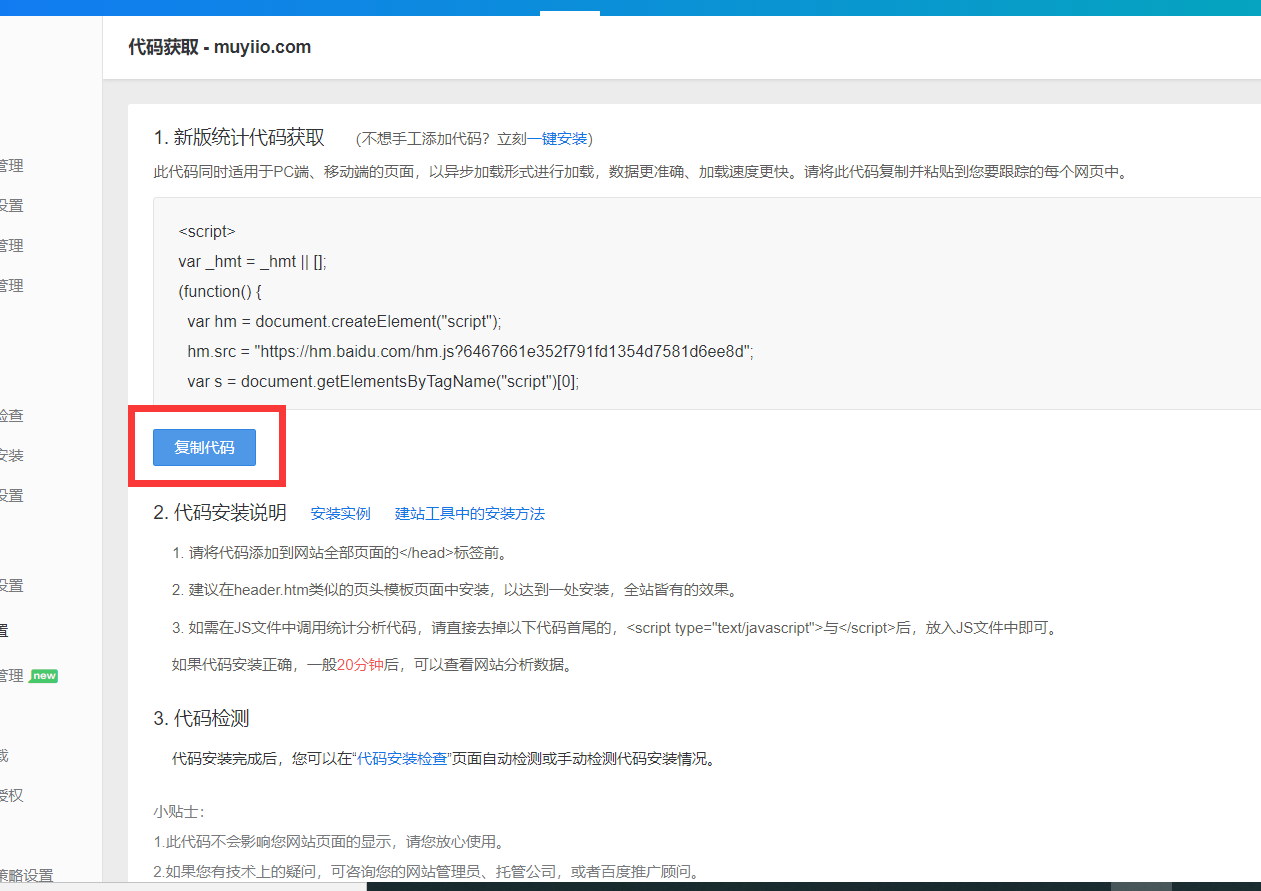 代码获取 - muyiio.com
管理
设置
管理
管理
检查
安装
设置
设置
置
管理 new
载
授权
策略设置
1. 新版统计代码获取 (不想手工添加代码？立刻一键安装)
此代码同时适用于PC端、移动端的页面，以异步加载形式进行加载，数据更准确、加载速度更快。请将此代码复制并粘贴到您要跟踪的每个网页中。
<script>
var _hmt = _hmt || [];
(function() {
var hm = document.createElement("script");
hm.src = "https://hm.baidu.com/hm.js?6467661e352f791fd1354d7581d6ee8d";
var s = document.getElementsByTagName("script")[0];
复制代码
2. 代码安装说明 安装实例 建站工具中的安装方法
1. 请将代码添加到网站全部页面的</head>标签前。
2. 建议在header.htm类似的页头模板页面中安装，以达到一处安装，全站皆有的效果。
3. 如需在JS文件中调用统计分析代码，请直接去掉以下代码首尾的，<script type="text/javascript">与</script>后，放入JS文件中即可。
如果代码安装正确，一般20分钟后，可以查看网站分析数据。
3. 代码检测
代码安装完成后，您可以在“代码安装检查”页面自动检测或手动检测代码安装情况。
小贴士：
1.此代码不会影响您网站页面的显示，请您放心使用。
2.如果您有技术上的疑问，可咨询您的网站管理员、托管公司，或者百度推广顾问。